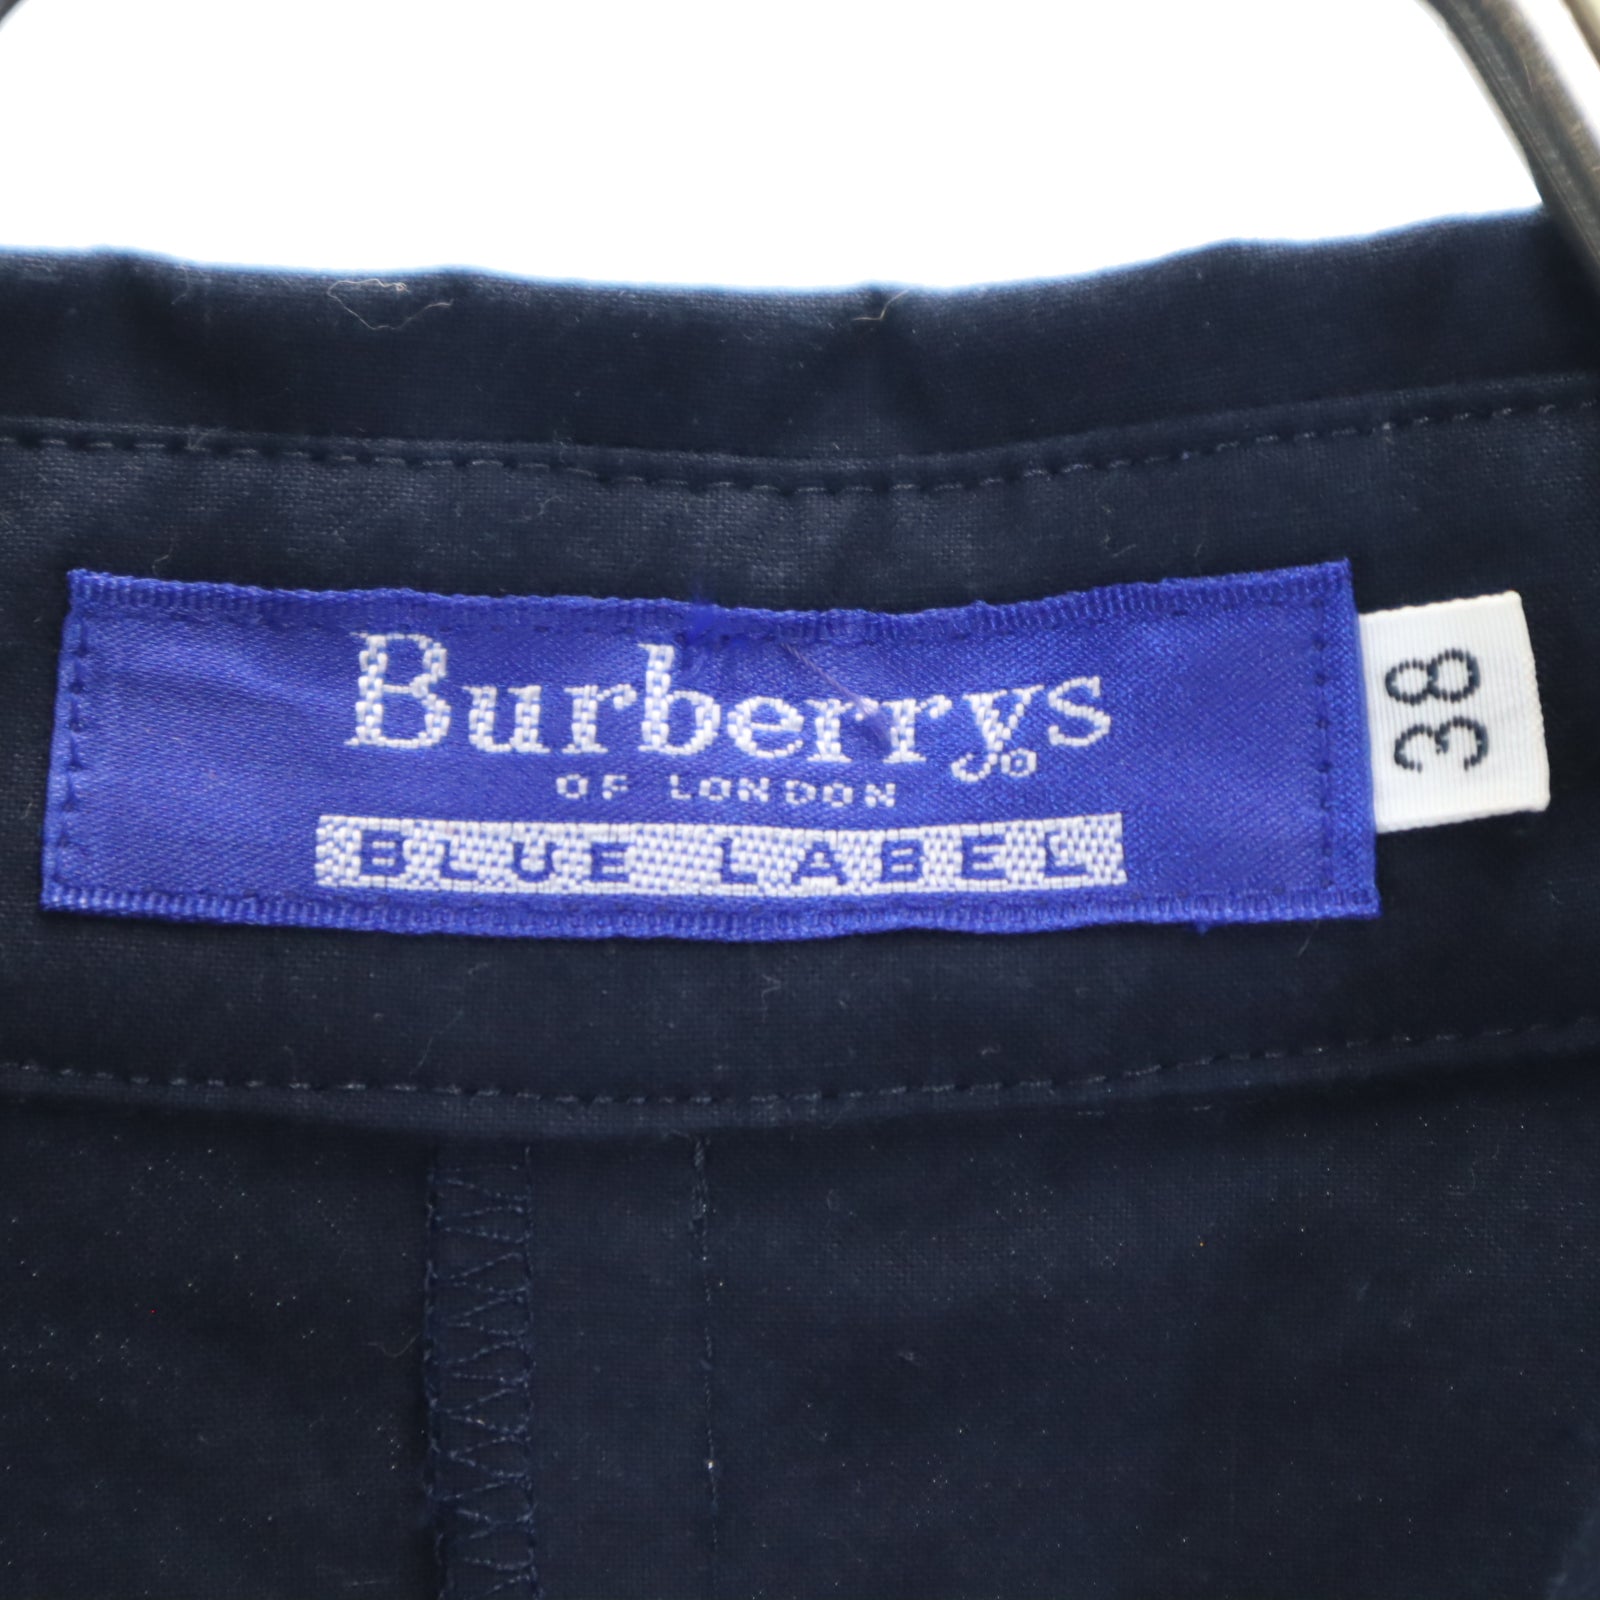 Burberrys
OF LONDON
BLUE LABEL
38